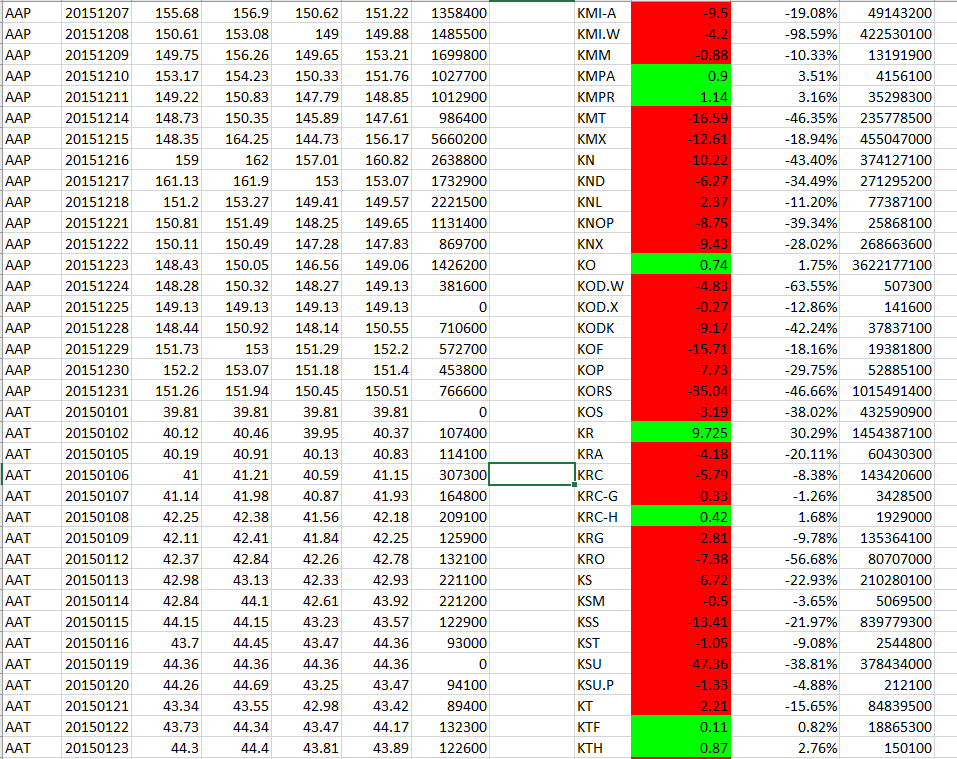 AAP 20151207 155.68 156.9 150.62 151.22 1358400 KMI-A -9.5 -19.08% 49143200
AAP 20151208 150.61 153.08 149 149.88 1485500 KMI.W -4.2 -98.59% 422530100
AAP 20151209 149.75 156.26 149.65 153.21 1699800 KMM -0.88 -10.33% 13191900
AAP 20151210 153.17 154.23 150.33 151.76 1027700 KMPA 0.9 3.51% 4156100
AAP 20151211 149.22 150.83 147.79 148.85 1012900 KMPR 1.14 3.16% 35298300
AAP 20151214 148.73 150.35 145.89 147.61 986400 KMT -16.59 -46.35% 235778500
AAP 20151215 148.35 164.25 144.73 156.17 5660200 KMX -12.61 -18.94% 455047000
AAP 20151216 159 162 157.01 160.82 2638800 KN -10.22 -43.40% 374127100
AAP 20151217 161.13 161.9 153 153.07 1732900 KND -6.27 -34.49% 271295200
AAP 20151218 151.2 153.27 149.41 149.57 2221500 KNL -2.37 -11.20% 77387100
AAP 20151221 150.81 151.49 148.25 149.65 1131400 KNOP -8.75 -39.34% 25868100
AAP 20151222 150.11 150.49 147.28 147.83 869700 KNX -9.43 -28.02% 268663600
AAP 20151223 148.43 150.05 146.56 149.06 1426200 KO 0.74 1.75% 3622177100
AAP 20151224 148.28 150.32 148.27 149.13 381600 KOD.W -4.83 -63.55% 507300
AAP 20151225 149.13 149.13 149.13 149.13 0 KOD.X -0.27 -12.86% 141600
AAP 20151228 148.44 150.92 148.14 150.55 710600 KODK -9.17 -42.24% 37837100
AAP 20151229 151.73 153 151.29 152.2 572700 KOF -15.71 -18.16% 19381800
AAP 20151230 152.2 153.07 151.18 151.4 453800 KOP -7.73 -29.75% 52885100
AAP 20151231 151.26 151.94 150.45 150.51 766600 KORS -35.04 -46.66% 1015491400
AAT 20150101 39.81 39.81 39.81 39.81 0 KOS -3.19 -38.02% 432590900
AAT 20150102 40.12 40.46 39.95 40.37 107400 KR 9.725 30.29% 1454387100
AAT 20150105 40.19 40.91 40.13 40.83 114100 KRA -4.18 -20.11% 60430300
AAT 20150106 41 41.21 40.59 41.15 307300 KRC -5.79 -8.38% 143420600
AAT 20150107 41.14 41.98 40.87 41.93 164800 KRC-G -0.33 -1.26% 3428500
AAT 20150108 42.25 42.38 41.56 42.18 209100 KRC-H 0.42 1.68% 1929000
AAT 20150109 42.11 42.41 41.84 42.25 125900 KRG -2.81 -9.78% 135364100
AAT 20150112 42.37 42.84 42.26 42.78 132100 KRO -7.38 -56.68% 80707000
AAT 20150113 42.98 43.13 42.33 42.93 221100 KS -6.72 -22.93% 210280100
AAT 20150114 42.84 44.1 42.61 43.92 221200 KSM -0.5 -3.65% 5069500
AAT 20150115 44.15 44.15 43.23 43.57 122900 KSS -13.41 -21.97% 839779300
AAT 20150116 43.7 44.45 43.47 44.36 93000 KST -1.05 -9.08% 2544800
AAT 20150119 44.36 44.36 44.36 44.36 0 KSU -47.36 -38.81% 378434000
AAT 20150120 44.26 44.69 43.25 43.47 94100 KSU.P -1.33 -4.88% 212100
AAT 20150121 43.34 43.55 42.98 43.42 89400 KT -2.21 -15.65% 84839500
AAT 20150122 43.73 44.34 43.47 44.17 132300 KTF 0.11 0.82% 18865300
AAT 20150123 44.3 44.4 43.81 43.89 122600 KTH 0.87 2.76% 150100